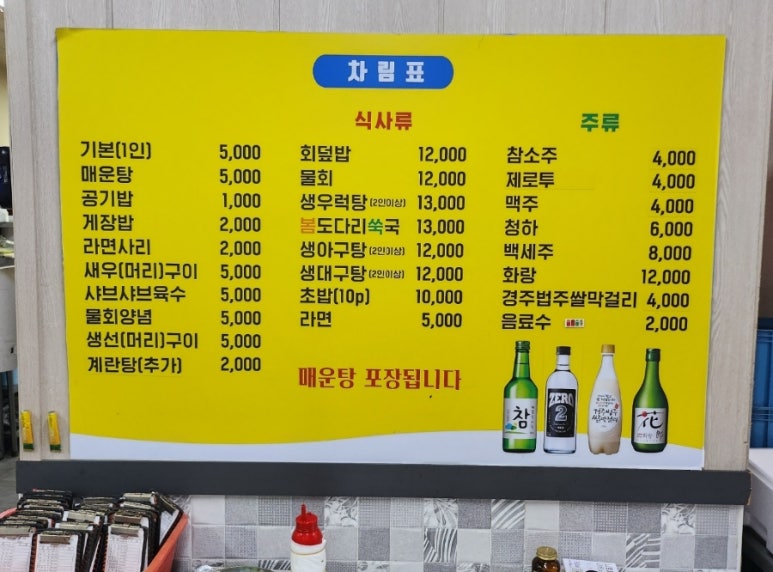 차림표
기본(1인) 5,000
매운탕 5,000
공기밥 1,000
게장밥 2,000
라면사리 2,000
새우(머리)구이 5,000
샤브샤브육수 5,000
물회양념 5,000
생선(머리)구이 5,000
계란탕(추가) 2,000
식사류
회덮밥 12,000
물회 12,000
생우럭탕(2인이상) 13,000
봄도다리쑥국 13,000
생아구탕(2인이상) 12,000
생대구탕(2인이상) 12,000
초밥(10p) 10,000
라면 5,000
매운탕 포장됩니다
주류
참소주 4,000
제로투 4,000
맥주 4,000
청하 6,000
백세주 8,000
화랑 12,000
경주법주쌀막걸리 4,000
음료수 2,000
참
ZERO
2
花